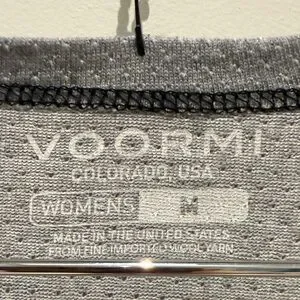 VOORMI
COLORADO, USA
WOMENS M
MADE IN THE UNITED STATES
FROM FINE IMPORTED WOOL YARN.